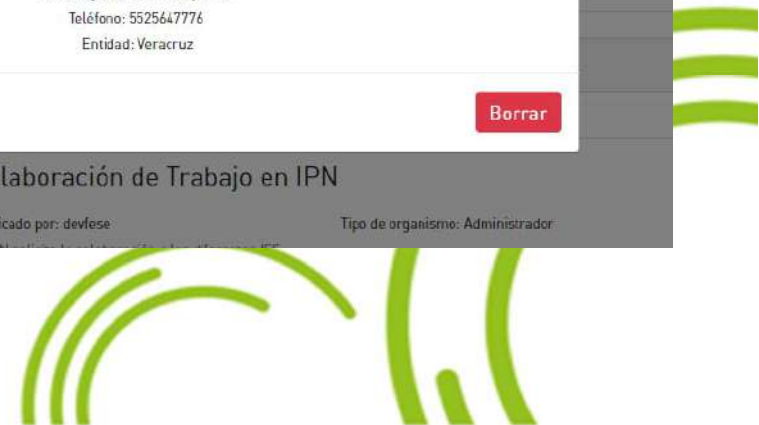 Teléfono: 5525647776
Entidad: Veracruz
Borrar
laboración de Trabajo en IPN
icado por: devfese
Tipo de organismo: Administrador